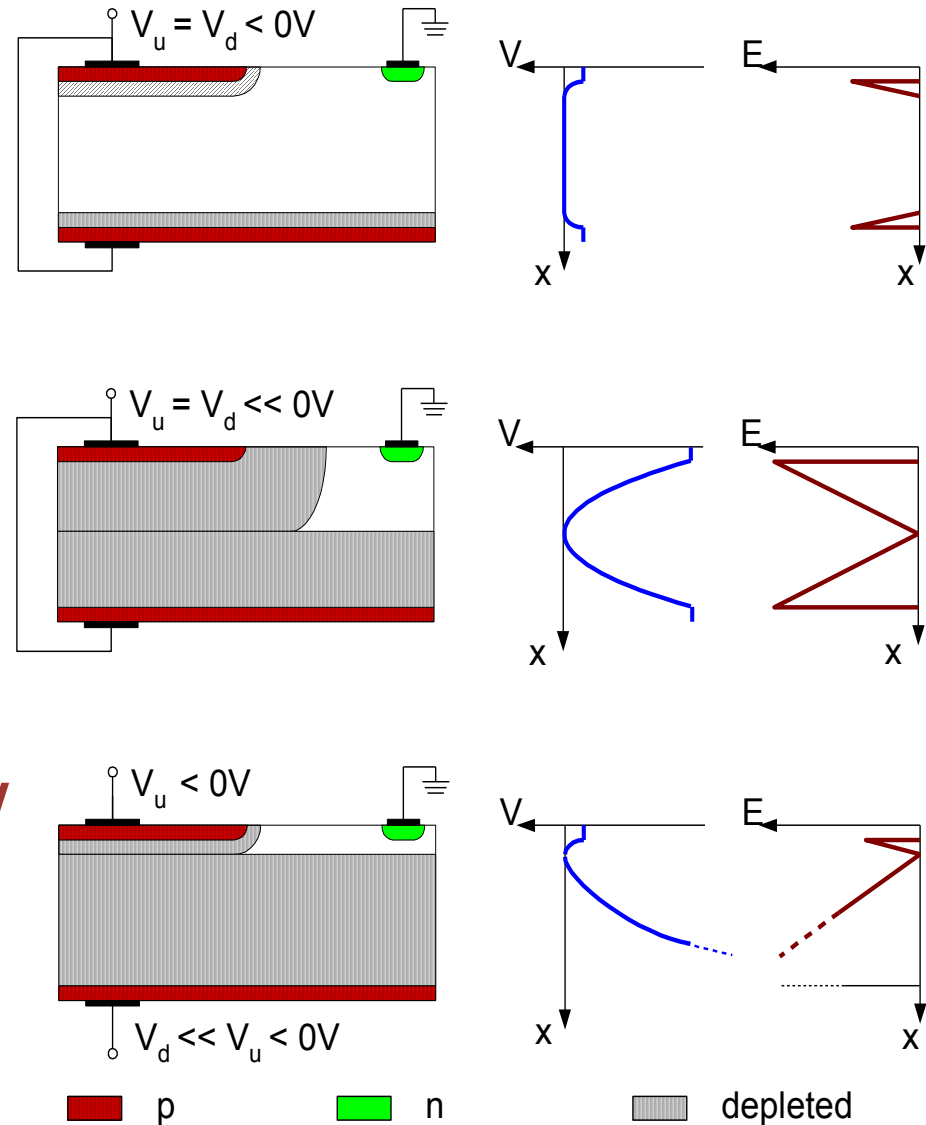 V_u = V_d < 0V
V
E
x
x
V_u = V_d << 0V
V
E
x
x
V_u < 0V
V
E
V_d << V_u < 0V
x
x
p
n
depleted